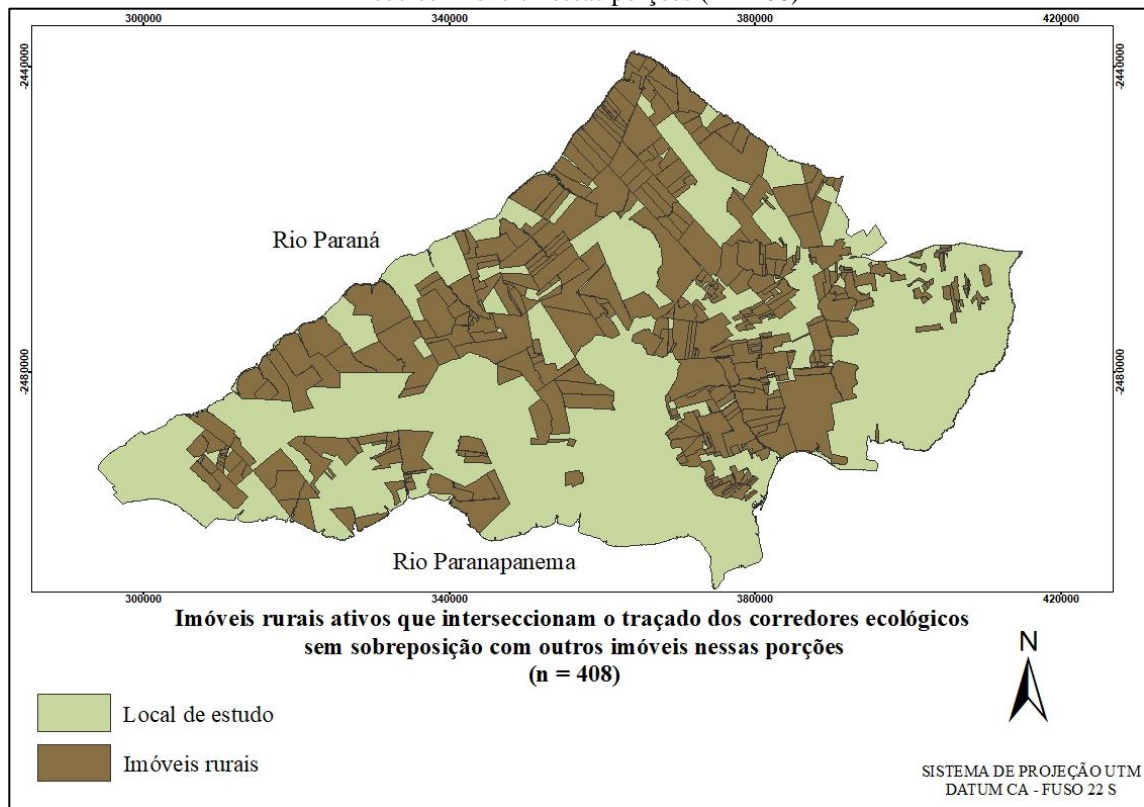 300000 340000 380000 420000
-2440000 -2440000
Rio Paraná
-2480000 -2480000
Rio Paranapanema
300000 340000 380000 420000
Imóveis rurais ativos que interseccionam o traçado dos corredores ecológicos
sem sobreposição com outros imóveis nessas porções
(n = 408)
N
Local de estudo
Imóveis rurais
SISTEMA DE PROJEÇÃO UTM
DATUM CA - FUSO 22 S